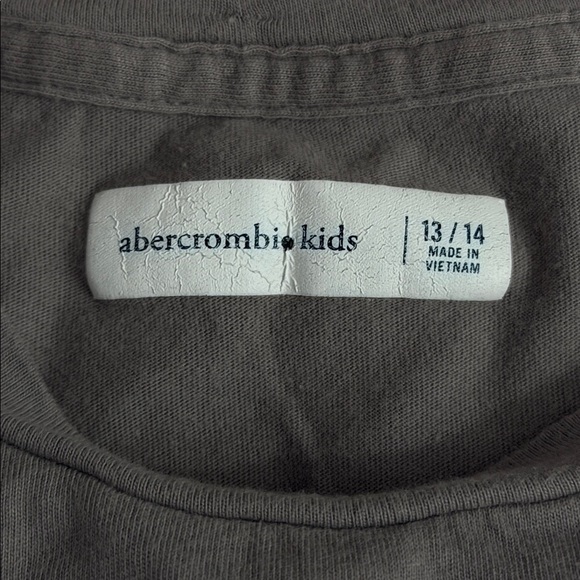 abercrombie kids
13 / 14
MADE IN
VIETNAM